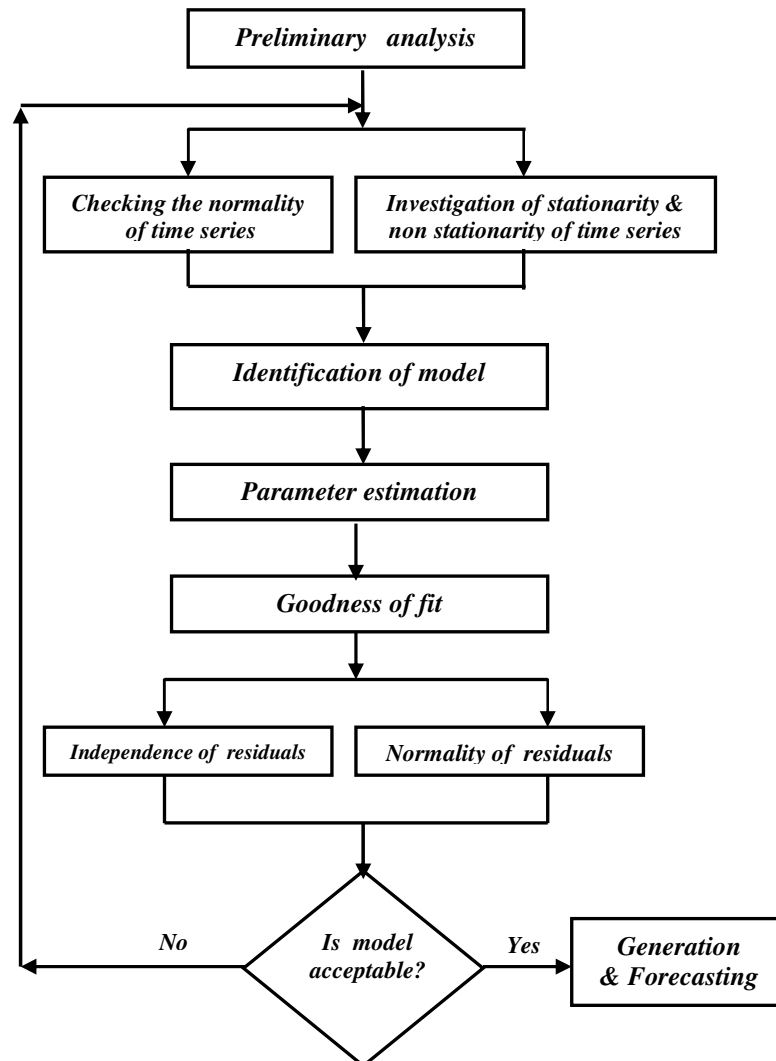 Preliminary analysis
Checking the normality
of time series
Investigation of stationarity &
non stationarity of time series
Identification of model
Parameter estimation
Goodness of fit
Independence of residuals
Normality of residuals
No
Is model
acceptable?
Yes
Generation
& Forecasting